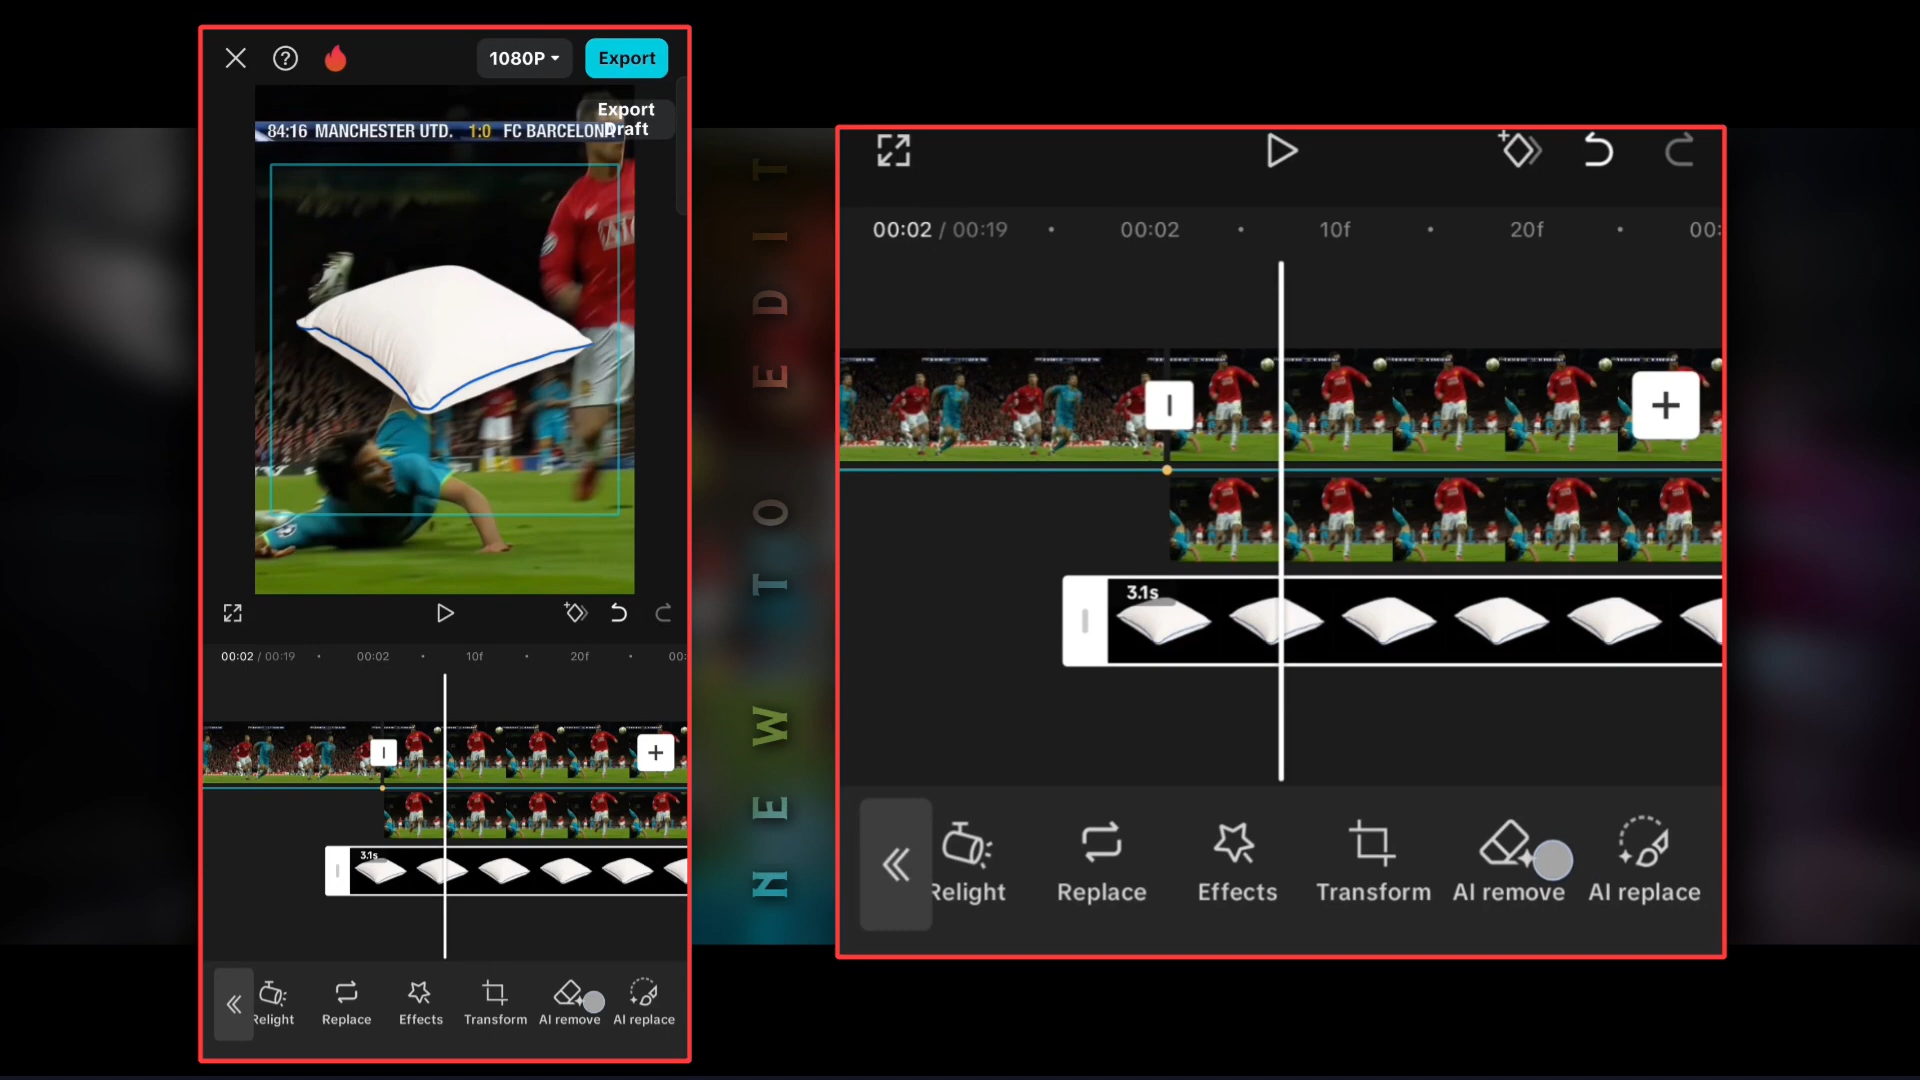 1080P
Export
Export
Draft
84:16 MANCHESTER UTD. 1:0 FC BARCELONA
00:02 / 00:19 00:02 10f 20f 00:
3.1s
Relight Replace Effects Transform AI remove AI replace
NEW TO EDIT
00:02 / 00:19 00:02 10f 20f 00:
3.1s
Relight Replace Effects Transform AI remove AI replace